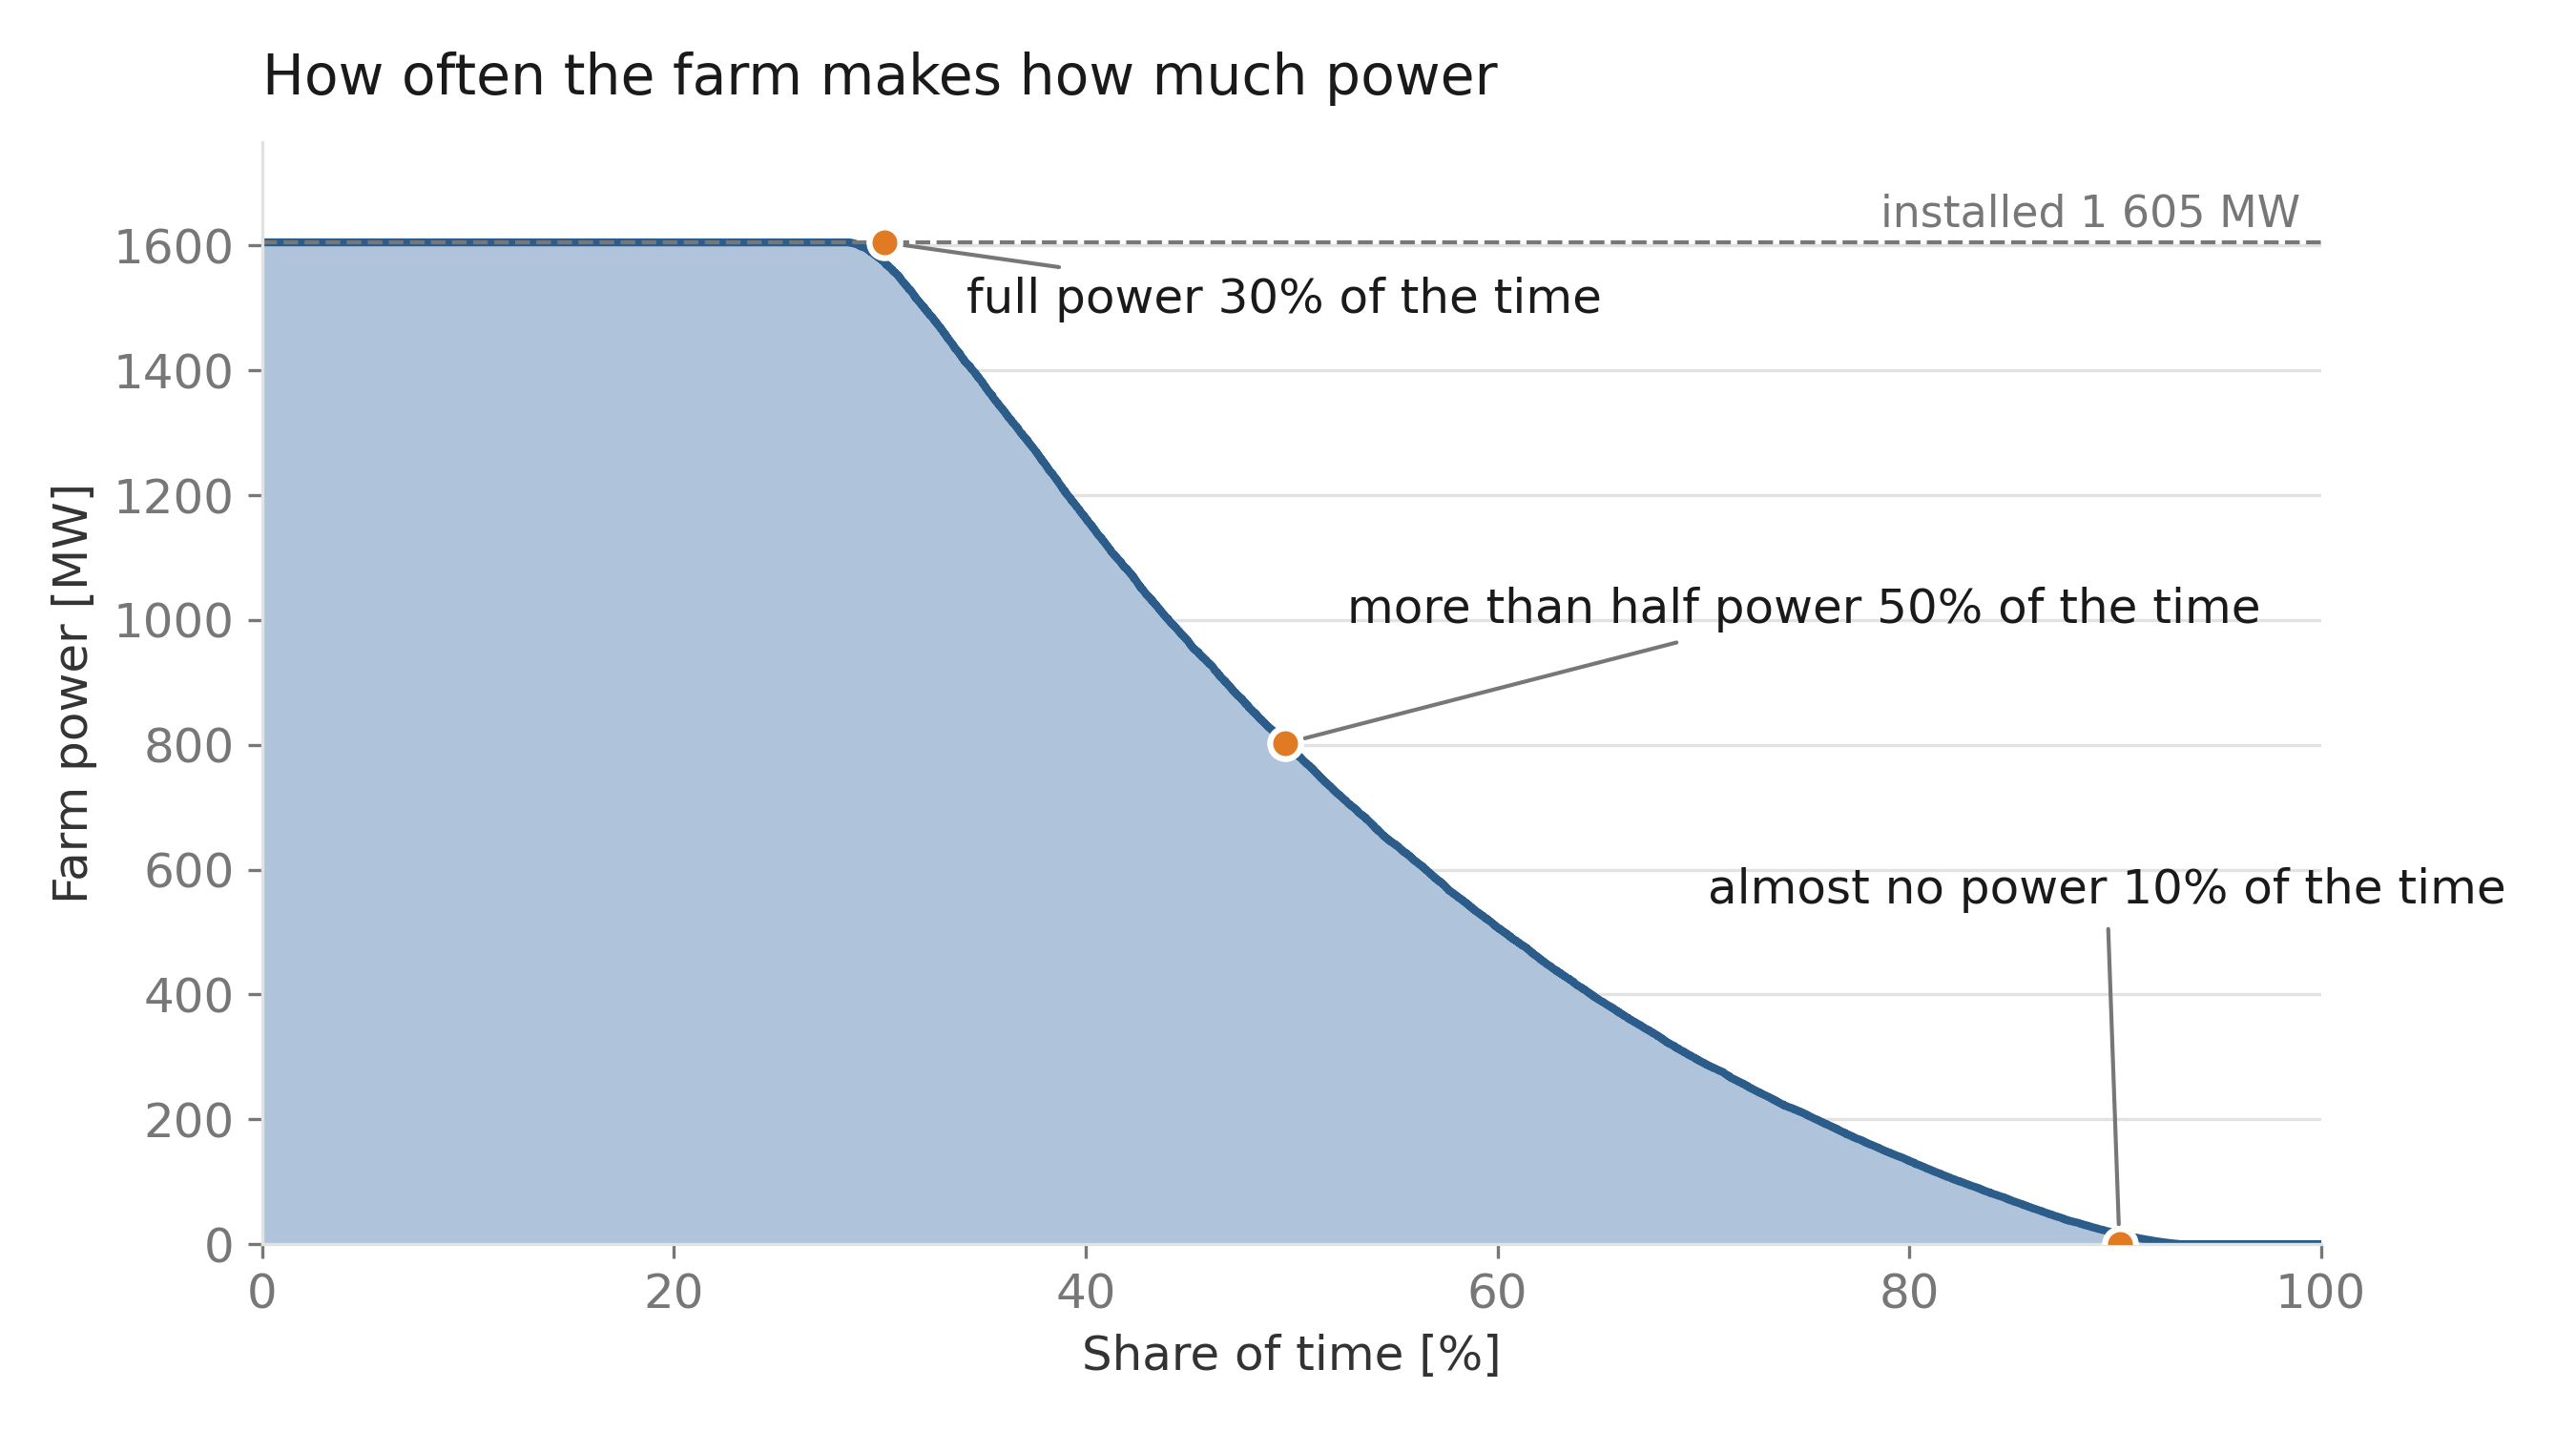 How often the farm makes how much power
installed 1 605 MW
1600
full power 30% of the time
1400
1200
more than half power 50% of the time
1000
800
600
almost no power 10% of the time
400
200
0
Farm power [MW]
0 20 40 60 80 100
Share of time [%]